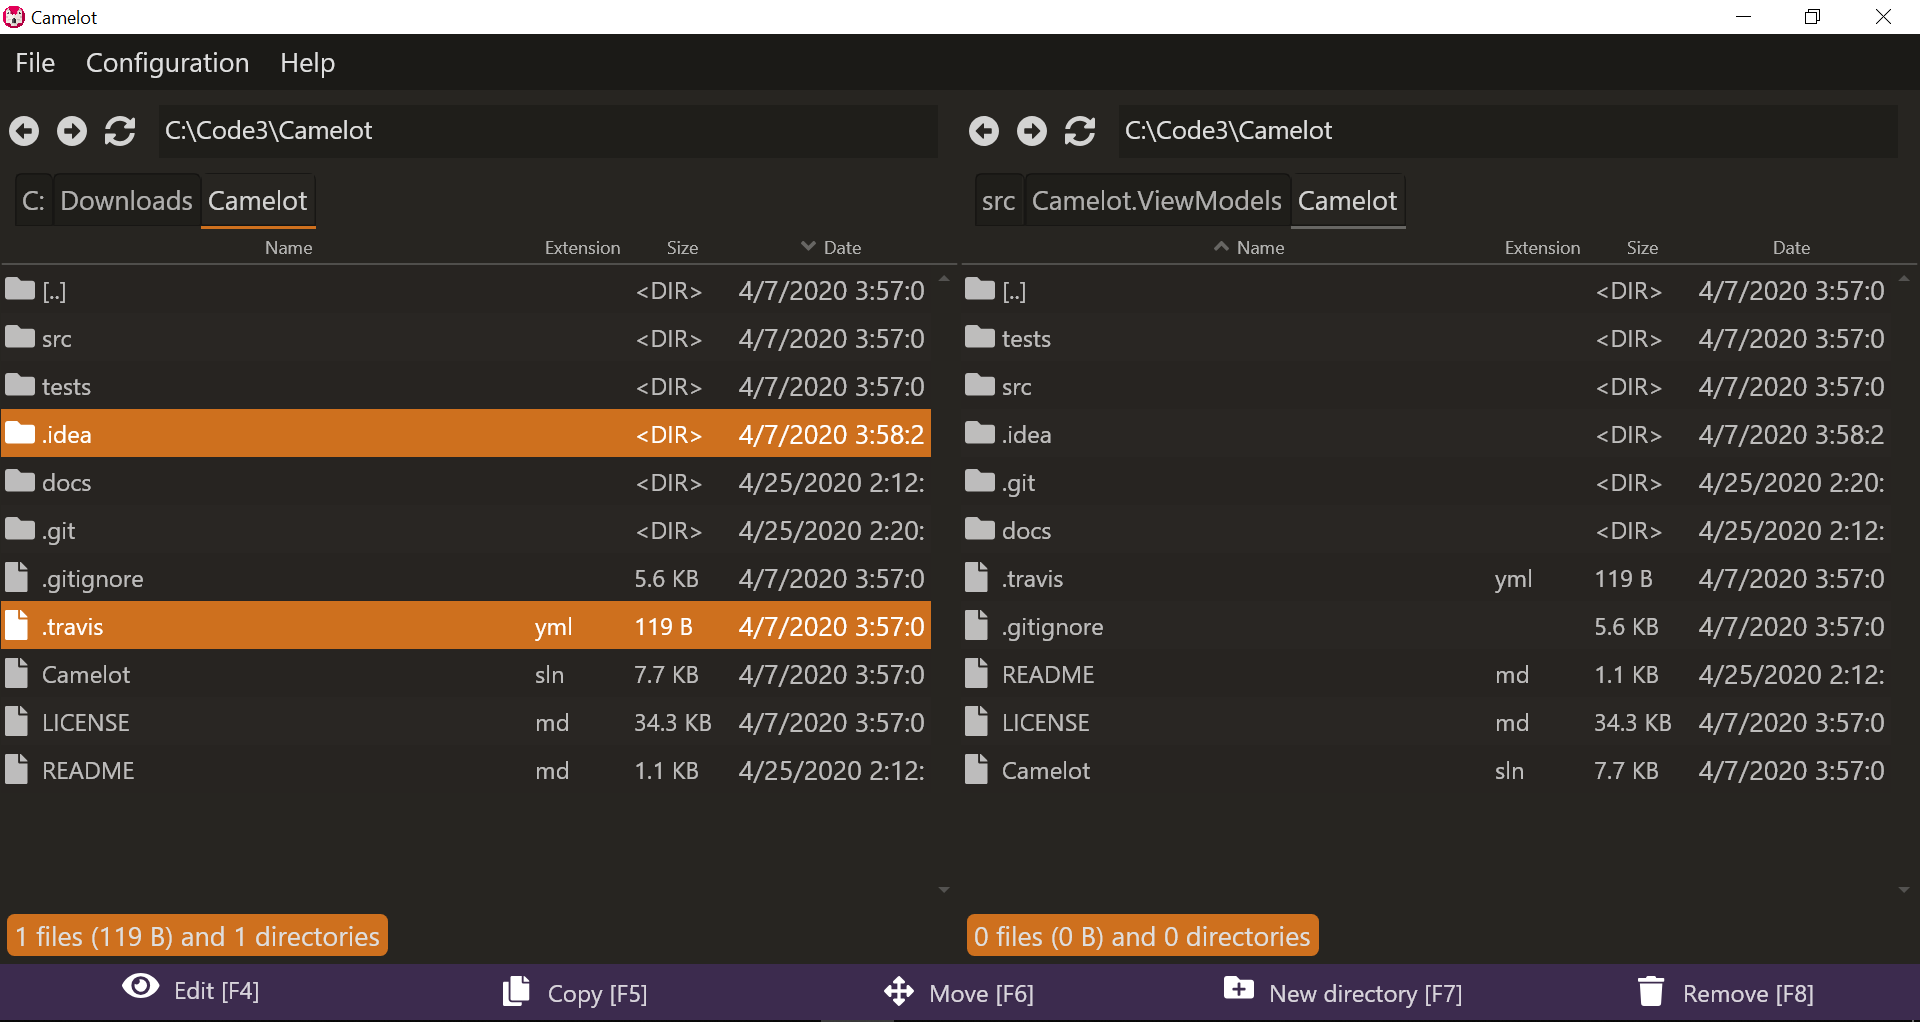 Camelot
File Configuration Help
C:\Code3\Camelot
C: Downloads Camelot
Name Extension Size Date
[..] <DIR> 4/7/2020 3:57:0
src <DIR> 4/7/2020 3:57:0
tests <DIR> 4/7/2020 3:57:0
.idea <DIR> 4/7/2020 3:58:2
docs <DIR> 4/25/2020 2:12:
.git <DIR> 4/25/2020 2:20:
.gitignore 5.6 KB 4/7/2020 3:57:0
.travis yml 119 B 4/7/2020 3:57:0
Camelot sln 7.7 KB 4/7/2020 3:57:0
LICENSE md 34.3 KB 4/7/2020 3:57:0
README md 1.1 KB 4/25/2020 2:12:
1 files (119 B) and 1 directories
C:\Code3\Camelot
src Camelot.ViewModels Camelot
Name Extension Size Date
[..] <DIR> 4/7/2020 3:57:0
tests <DIR> 4/7/2020 3:57:0
src <DIR> 4/7/2020 3:57:0
.idea <DIR> 4/7/2020 3:58:2
.git <DIR> 4/25/2020 2:20:
docs <DIR> 4/25/2020 2:12:
.travis yml 119 B 4/7/2020 3:57:0
.gitignore 5.6 KB 4/7/2020 3:57:0
README md 1.1 KB 4/25/2020 2:12:
LICENSE md 34.3 KB 4/7/2020 3:57:0
Camelot sln 7.7 KB 4/7/2020 3:57:0
0 files (0 B) and 0 directories
Edit [F4] Copy [F5] Move [F6] New directory [F7] Remove [F8]